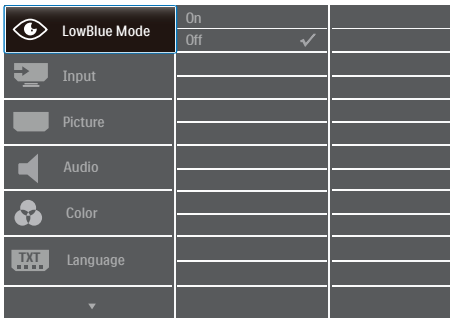 LowBlue Mode
On
Off
Input
Picture
Audio
Color
TXT
Language